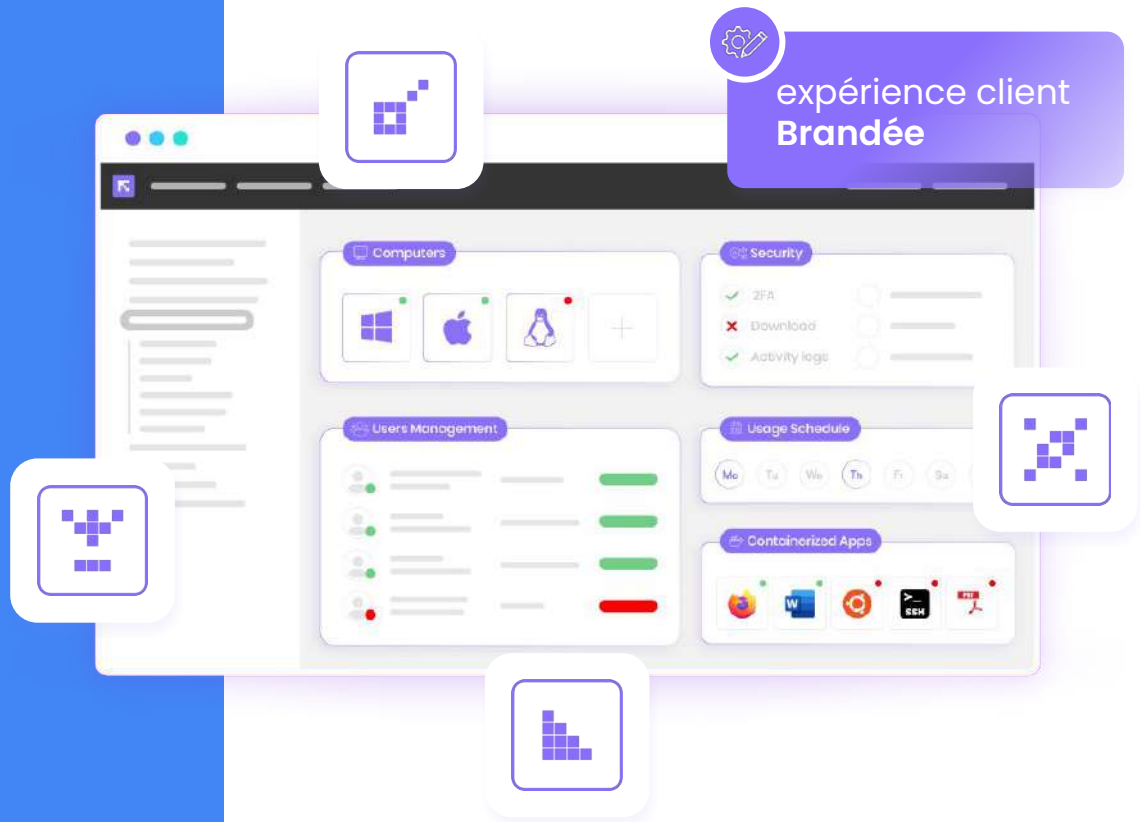 expérience client
Brandée
Computers
Security
2FA
Download
Activity logs
Users Management
Usage Schedule
Mo Tu We Th Fr Sa
Containerized Apps
W
>_
SSH
PDF